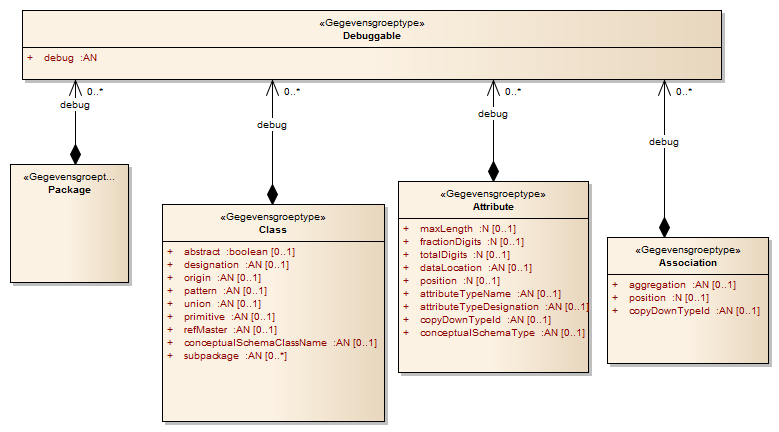 «Gegevensgroeptype»
Debuggable
+ debug :AN
0..*
0..*
0..*
0..*
debug
debug
debug
debug
«Gegevensgroept...
Package
«Gegevensgroeptype»
Class
+ abstract :boolean [0..1]
+ designation :AN [0..1]
+ origin :AN [0..1]
+ pattern :AN [0..1]
+ union :AN [0..1]
+ primitive :AN [0..1]
+ refMaster :AN [0..1]
+ conceptualSchemaClassName :AN [0..1]
+ subpackage :AN [0..*]
«Gegevensgroeptype»
Attribute
+ maxLength :N [0..1]
+ fractionDigits :N [0..1]
+ totalDigits :N [0..1]
+ dataLocation :AN [0..1]
+ position :N [0..1]
+ attributeTypeName :AN [0..1]
+ attributeTypeDesignation :AN [0..1]
+ copyDownTypeId :AN [0..1]
+ conceptualSchemaType :AN [0..1]
«Gegevensgroeptype»
Association
+ aggregation :AN [0..1]
+ position :N [0..1]
+ copyDownTypeId :AN [0..1]